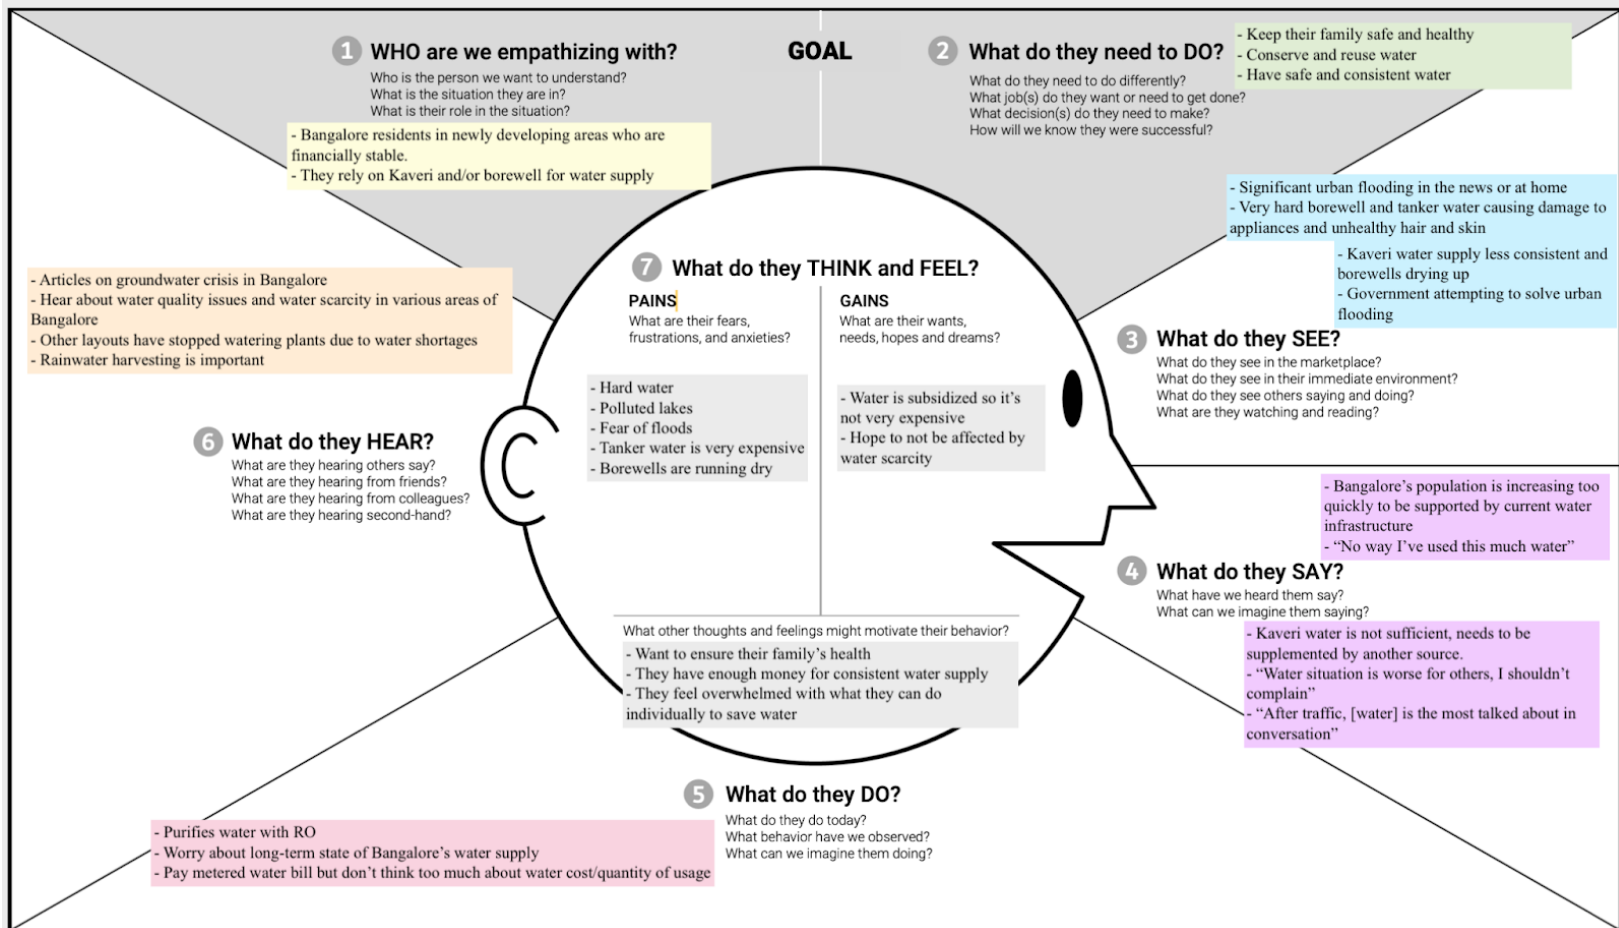 GOAL
1 WHO are we empathizing with?
Who is the person we want to understand?
What is the situation they are in?
What is their role in the situation?
- Bangalore residents in newly developing areas who are
financially stable.
- They rely on Kaveri and/or borewell for water supply
2 What do they need to DO?
What do they need to do differently?
What job(s) do they want or need to get done?
What decision(s) do they need to make?
How will we know they were successful?
- Keep their family safe and healthy
- Conserve and reuse water
- Have safe and consistent water
- Significant urban flooding in the news or at home
- Very hard borewell and tanker water causing damage to
appliances and unhealthy hair and skin
- Kaveri water supply less consistent and
borewells drying up
- Government attempting to solve urban
flooding
3 What do they SEE?
What do they see in the marketplace?
What do they see in their immediate environment?
What do they see others saying and doing?
What are they watching and reading?
- Bangalore’s population is increasing too
quickly to be supported by current water
infrastructure
- “No way I’ve used this much water”
4 What do they SAY?
What have we heard them say?
What can we imagine them saying?
- Kaveri water is not sufficient, needs to be
supplemented by another source.
- “Water situation is worse for others, I shouldn’t
complain”
- “After traffic, [water] is the most talked about in
conversation”
5 What do they DO?
What do they do today?
What behavior have we observed?
What can we imagine them doing?
- Purifies water with RO
- Worry about long-term state of Bangalore’s water supply
- Pay metered water bill but don’t think too much about water cost/quantity of usage
- Articles on groundwater crisis in Bangalore
- Hear about water quality issues and water scarcity in various areas of
Bangalore
- Other layouts have stopped watering plants due to water shortages
- Rainwater harvesting is important
6 What do they HEAR?
What are they hearing others say?
What are they hearing from friends?
What are they hearing from colleagues?
What are they hearing second-hand?
7 What do they THINK and FEEL?
PAINS
What are their fears,
frustrations, and anxieties?
- Hard water
- Polluted lakes
- Fear of floods
- Tanker water is very expensive
- Borewells are running dry
GAINS
What are their wants,
needs, hopes and dreams?
- Water is subsidized so it’s
not very expensive
- Hope to not be affected by
water scarcity
What other thoughts and feelings might motivate their behavior?
- Want to ensure their family’s health
- They have enough money for consistent water supply
- They feel overwhelmed with what they can do
individually to save water